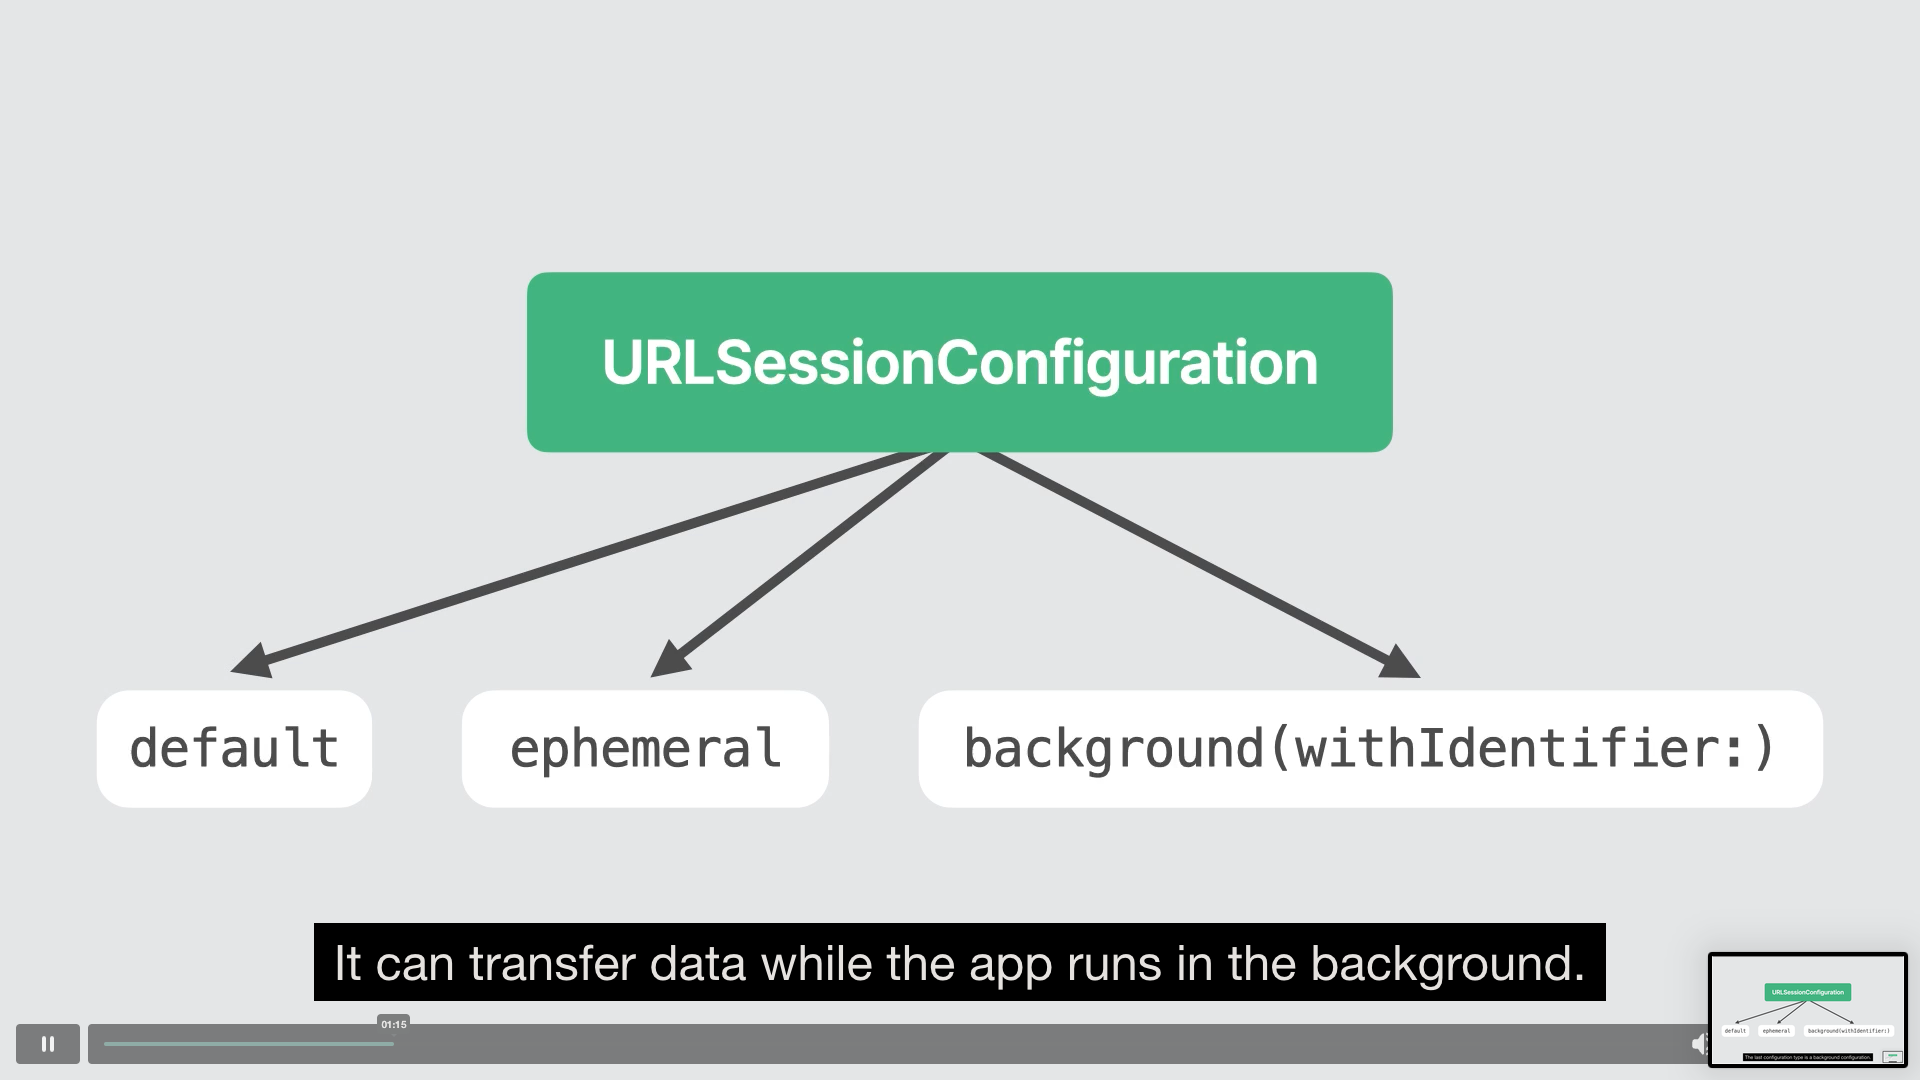 URLSessionConfiguration
default
ephemeral
background(withIdentifier:)
It can transfer data while the app runs in the background.
01:15
URLSessionConfiguration
default
ephemeral
background(withIdentifier:)
The last configuration type is a background configuration.